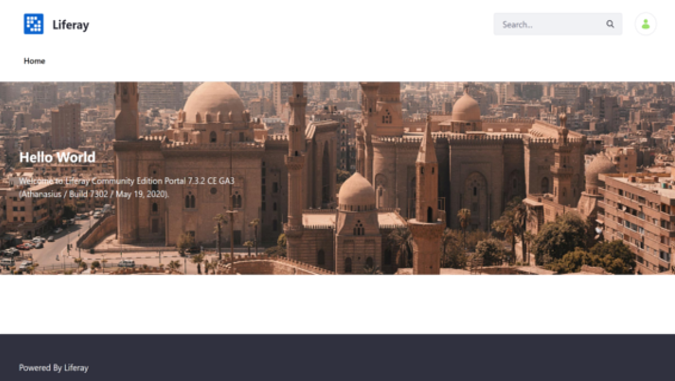 Liferay
Search...
Home
Hello World
Welcome to Liferay Community Edition Portal 7.3.2 CE GA3
(Athanasius / Build 7302 / May 19, 2020).
Powered By Liferay